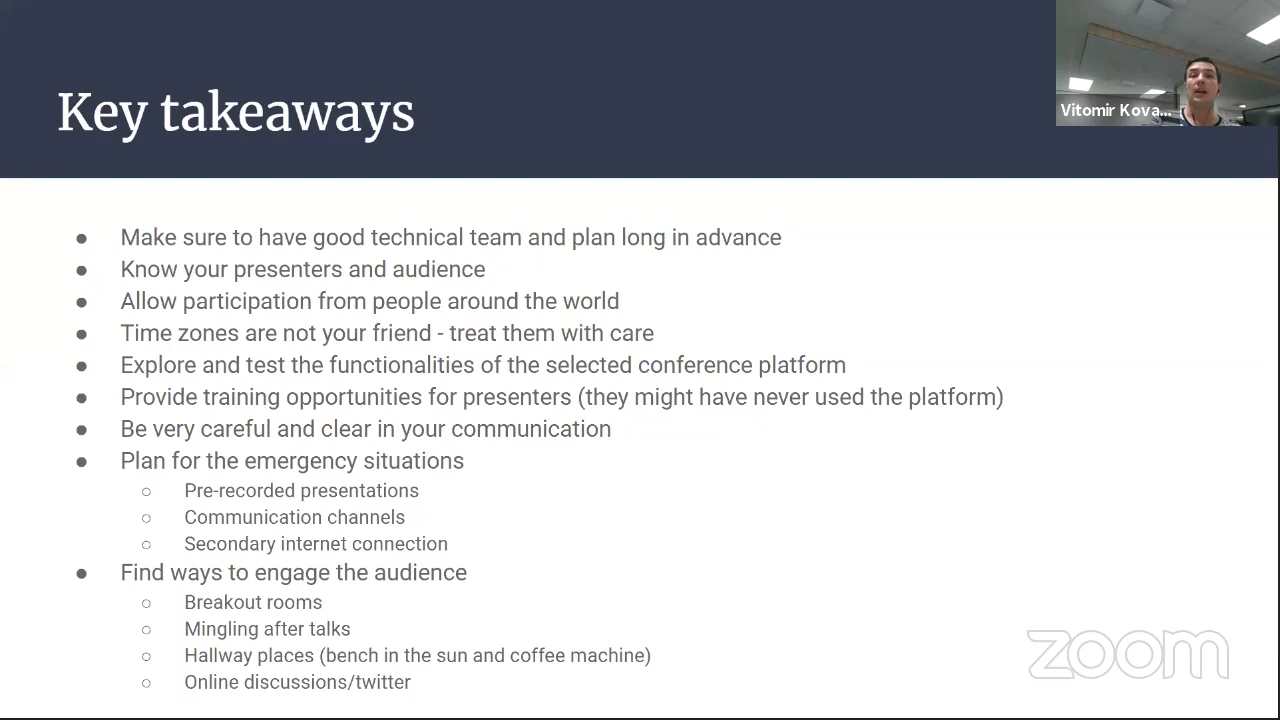 Key takeaways
Vitomir Kova...
● Make sure to have good technical team and plan long in advance
● Know your presenters and audience
● Allow participation from people around the world
● Time zones are not your friend - treat them with care
● Explore and test the functionalities of the selected conference platform
● Provide training opportunities for presenters (they might have never used the platform)
● Be very careful and clear in your communication
● Plan for the emergency situations
○ Pre-recorded presentations
○ Communication channels
○ Secondary internet connection
● Find ways to engage the audience
○ Breakout rooms
○ Mingling after talks
○ Hallway places (bench in the sun and coffee machine)
○ Online discussions/twitter
zoom